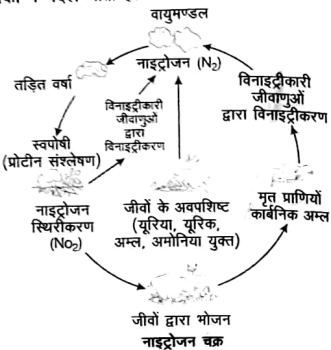 वायुमण्डल
नाइट्रोजन (N₂)
तड़ित वर्षा
विनाइट्रीकारी
जीवाणुओं
द्वारा
विनाइट्रीकरण
विनाइट्रीकारी
जीवाणुओं
द्वारा विनाइट्रीकरण
स्वपोषी
(प्रोटीन संश्लेषण)
नाइट्रोजन
स्थिरीकरण
(No₂)
जीवों के अवपशिष्ट
(यूरिया, यूरिक,
अम्ल, अमोनिया युक्त)
मृत प्राणियों
कार्बनिक अम्ल
जीवों द्वारा भोजन
नाइट्रोजन चक्र